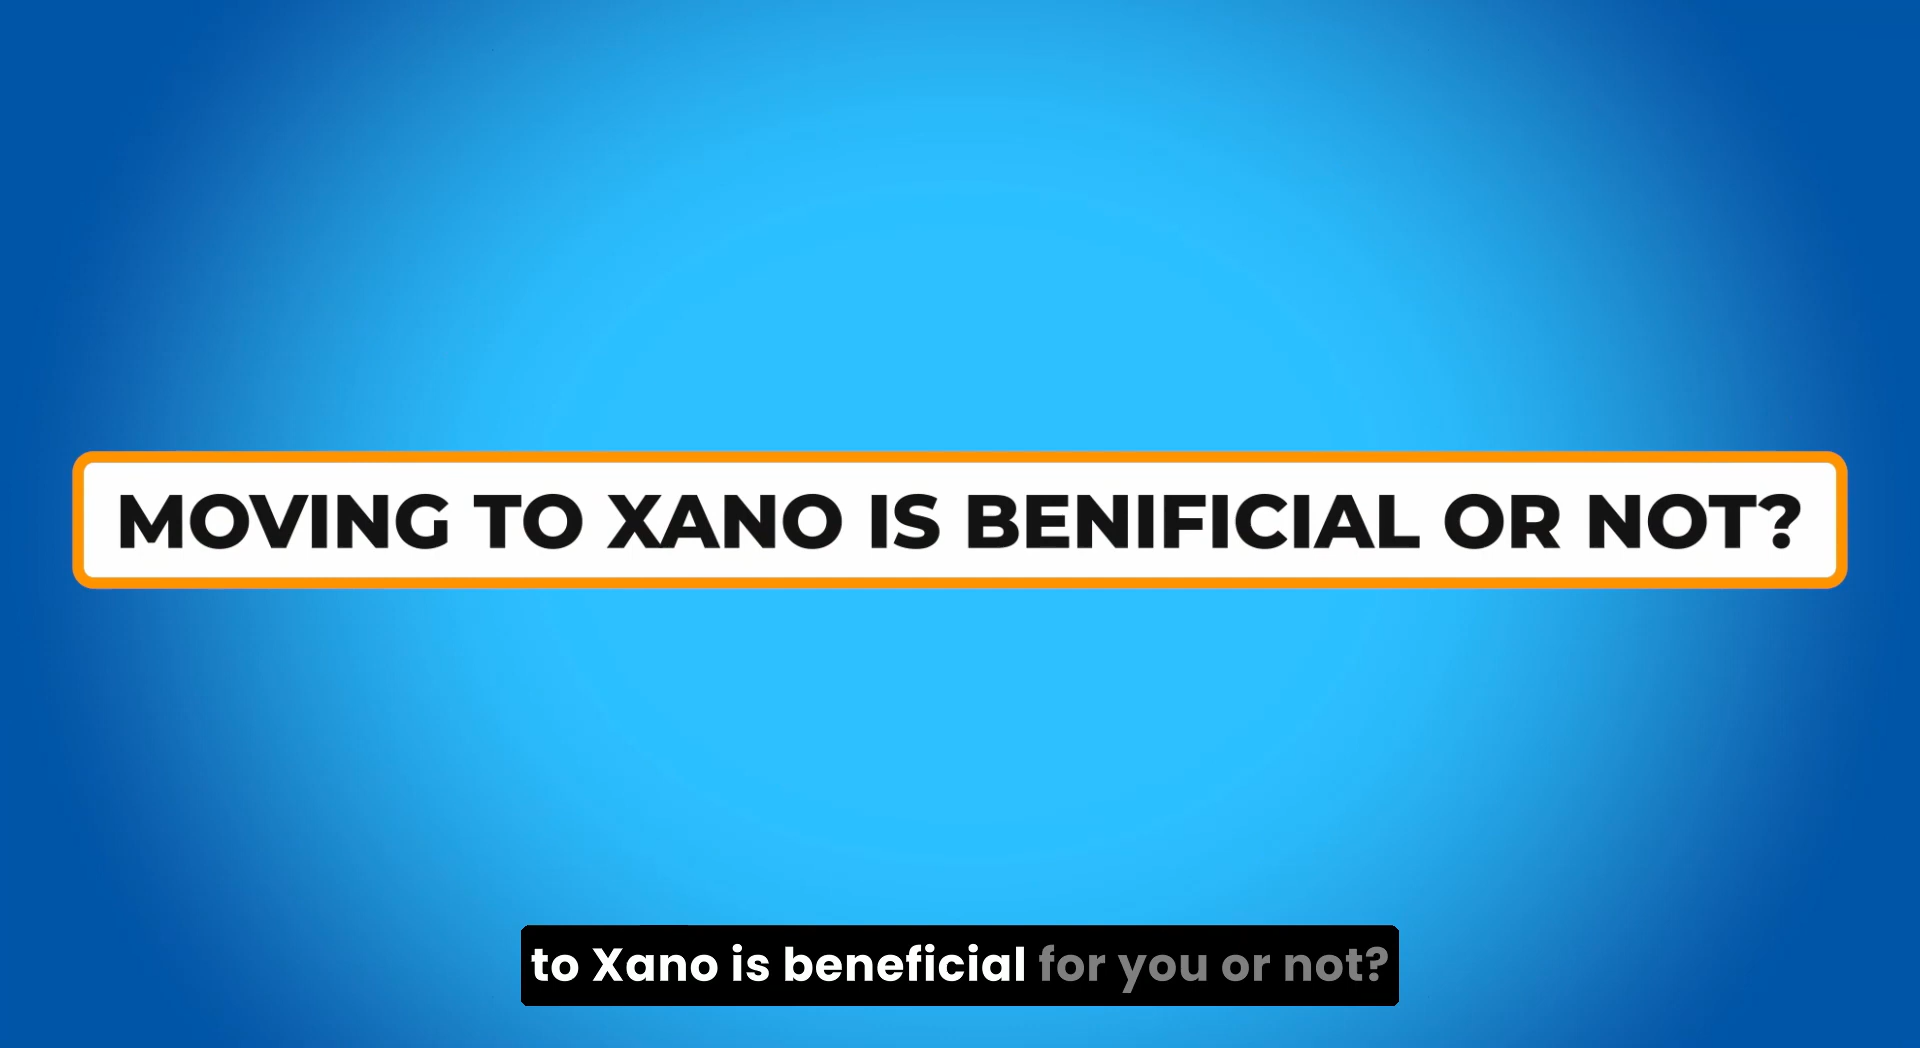 MOVING TO XANO IS BENIFICIAL OR NOT?
to Xano is beneficial for you or not?